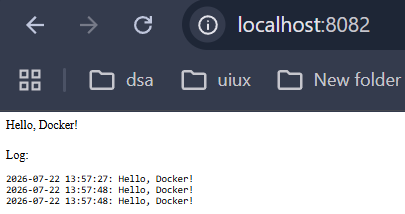 localhost:8082
dsa
uiux
New folder
Hello, Docker!
Log:
2026-07-22 13:57:27: Hello, Docker!
2026-07-22 13:57:48: Hello, Docker!
2026-07-22 13:57:48: Hello, Docker!